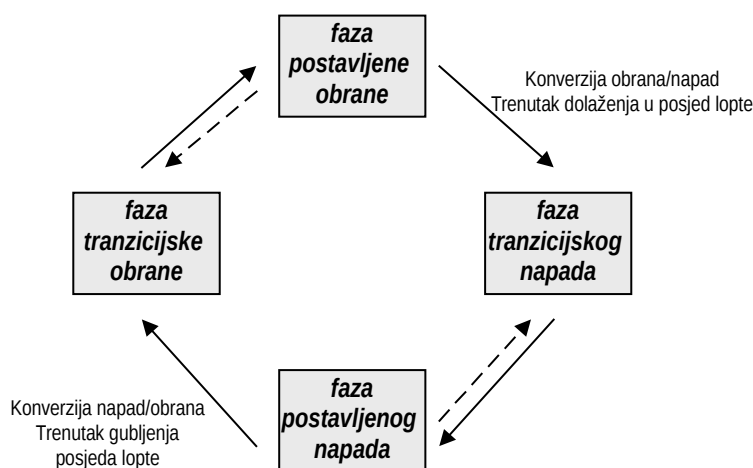 faza
postavljene
obrane
Konverzija obrana/napad
Trenutak dolaženja u posjed lopte
faza
tranzicijske
obrane
faza
tranzicijskog
napada
Konverzija napad/obrana
Trenutak gubljenja
posjeda lopte
faza
postavljenog
napada